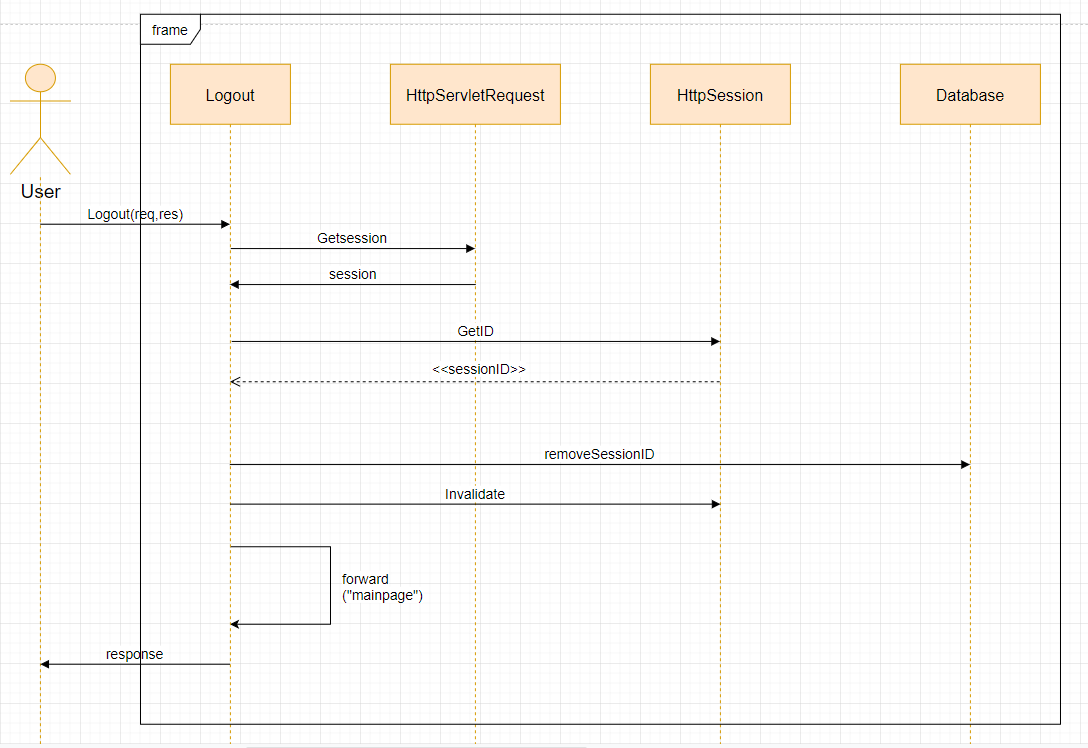 frame
Logout
HttpServletRequest
HttpSession
Database
User
Logout(req,res)
Getsession
session
GetID
<<sessionID>>
removeSessionID
Invalidate
forward
("mainpage")
response